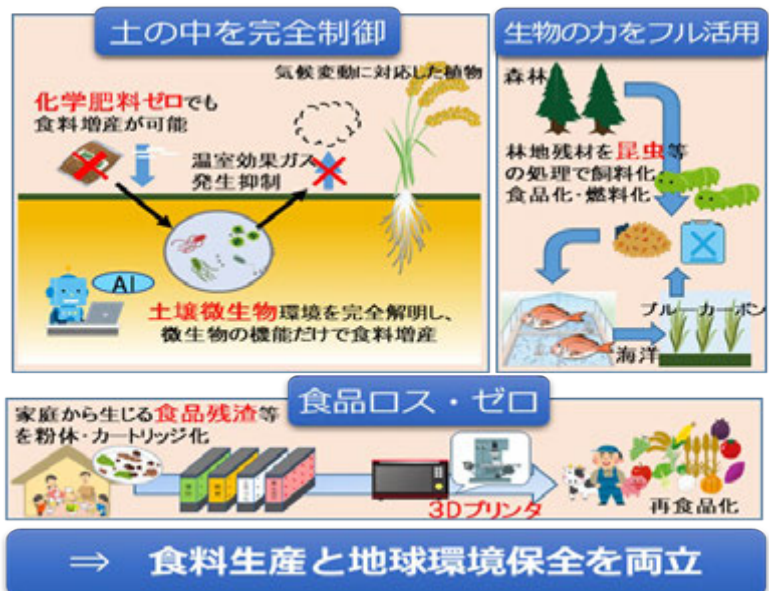 土の中を完全制御
気候変動に対応した植物
化学肥料ゼロでも
食料増産が可能
温室効果ガス
発生抑制
AI
土壌微生物環境を完全解明し、
微生物の機能だけで食料増産
生物の力をフル活用
森林
林地残材を昆虫等
の処理で飼料化
食品化・燃料化
ブルーカーボン
海洋
食品ロス・ゼロ
家庭から生じる食品残渣等
を粉体・カートリッジ化
3Dプリンタ
再食品化
⇒ 食料生産と地球環境保全を両立